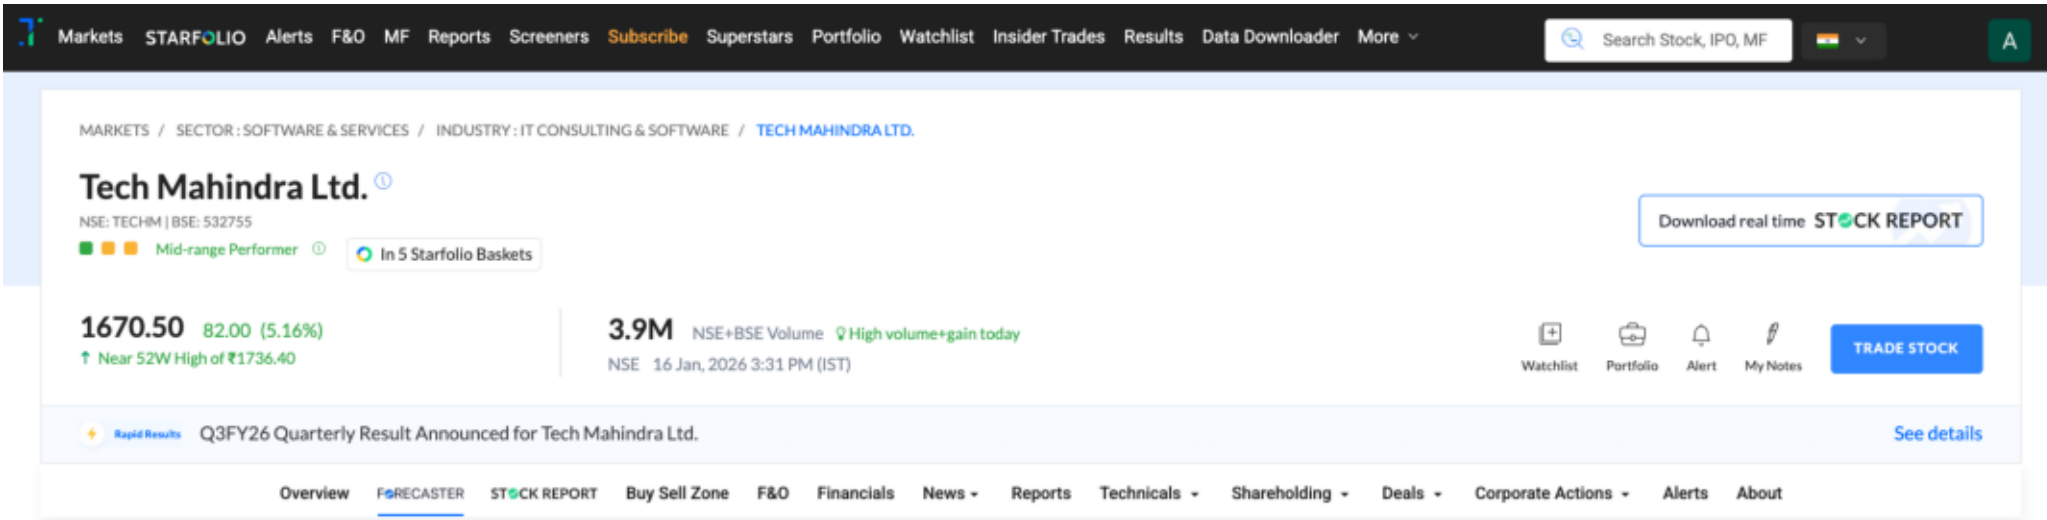 Markets STARFOLIO Alerts F&O MF Reports Screeners Subscribe Superstars Portfolio Watchlist Insider Trades Results Data Downloader More Search Stock, IPO, MF A
MARKETS / SECTOR : SOFTWARE & SERVICES / INDUSTRY : IT CONSULTING & SOFTWARE / TECH MAHINDRA LTD.
Tech Mahindra Ltd.
NSE: TECHM | BSE: 532755
Mid-range Performer In 5 Starfolio Baskets
Download real time STOCK REPORT
1670.50 82.00 (5.16%)
↑ Near 52W High of ₹1736.40
3.9M NSE+BSE Volume High volume+gain today
NSE 16 Jan, 2026 3:31 PM (IST)
Watchlist Portfolio Alert My Notes TRADE STOCK
Rapid Results Q3FY26 Quarterly Result Announced for Tech Mahindra Ltd. See details
Overview FORECASTER STOCK REPORT Buy Sell Zone F&O Financials News Reports Technicals Shareholding Deals Corporate Actions Alerts About